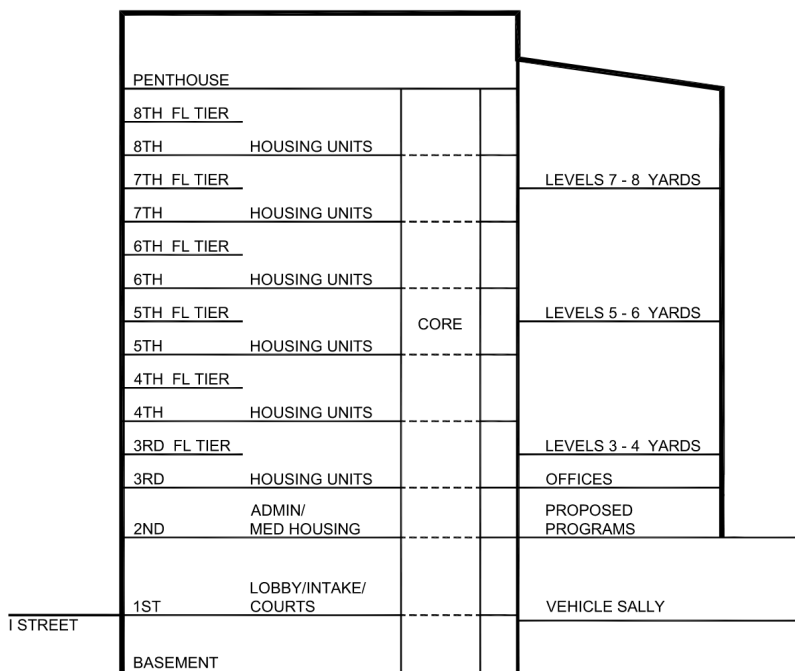 PENTHOUSE
8TH FL TIER
8TH HOUSING UNITS
7TH FL TIER LEVELS 7 - 8 YARDS
7TH HOUSING UNITS
6TH FL TIER
6TH HOUSING UNITS
5TH FL TIER LEVELS 5 - 6 YARDS
CORE
5TH HOUSING UNITS
4TH FL TIER
4TH HOUSING UNITS
3RD FL TIER LEVELS 3 - 4 YARDS
3RD HOUSING UNITS OFFICES
ADMIN/ PROPOSED
2ND MED HOUSING PROGRAMS
LOBBY/INTAKE/
1ST COURTS VEHICLE SALLY
I STREET
BASEMENT